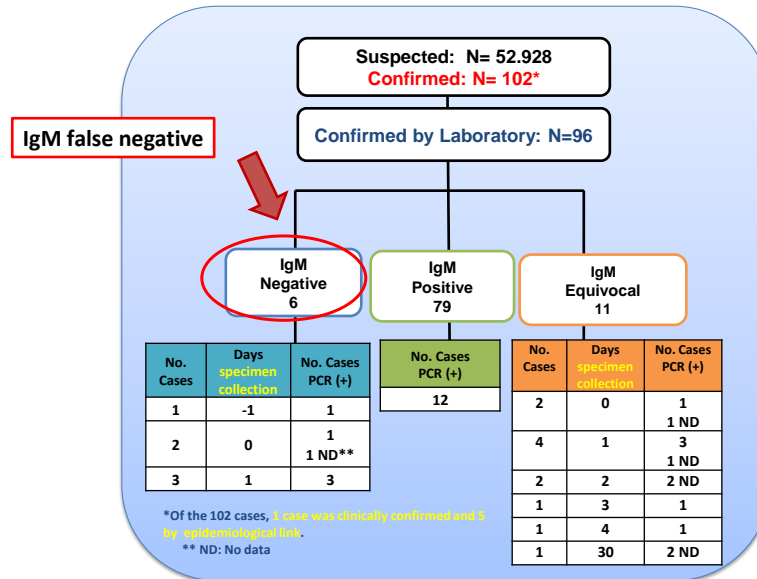 Suspected: N= 52.928
Confirmed: N= 102*
IgM false negative
Confirmed by Laboratory: N=96
IgM
Negative
6
IgM
Positive
79
IgM
Equivocal
11
No.
Cases
Days
specimen
collection
No. Cases
PCR (+)
1 -1 1
2 0 1
1 ND**
3 1 3
No. Cases
PCR (+)
12
No.
Cases
Days
specimen
collection
No. Cases
PCR (+)
2 0 1
1 ND
4 1 3
1 ND
2 2 2 ND
1 3 1
1 4 1
1 30 2 ND
*Of the 102 cases, 1 case was clinically confirmed and 5
by epidemiological link.
** ND: No data